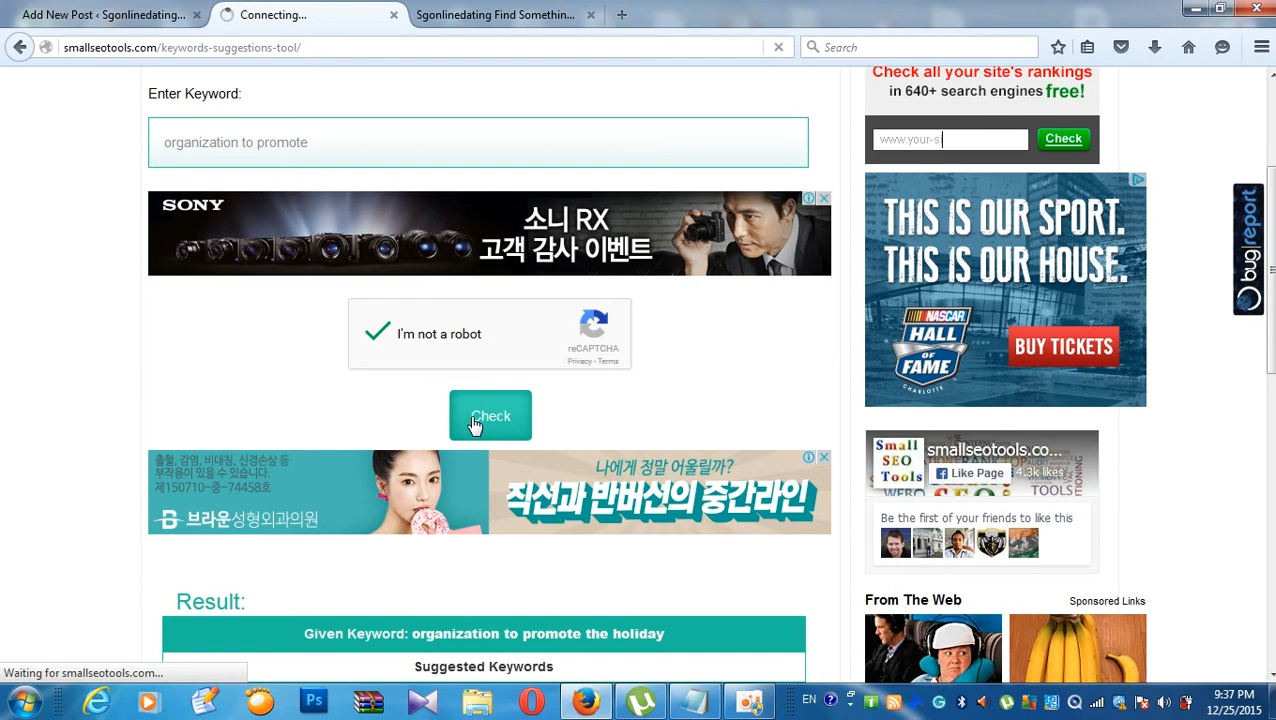 Add New Post ‹ Sgonlinedating...
Connecting...
Sgonlinedating Find Somethin...
smallseotools.com/keywords-suggestions-tool/
Search
Enter Keyword:
organization to promote
SONY
소니 RX
고객 감사 이벤트
I'm not a robot
reCAPTCHA
Privacy - Terms
Check
출혈, 감염, 비대칭, 신경손상 등
부작용이 있을 수 있습니다.
제150710-중-74458호
브라운성형외과의원
나에게 정말 어울릴까?
직선과 반버선의 중간라인
Result:
Given Keyword: organization to promote the holiday
Suggested Keywords
Check all your site's rankings
in 640+ search engines free!
www.your-s
Check
THIS IS OUR SPORT.
THIS IS OUR HOUSE.
NASCAR
HALL
OF
FAME
CHARLOTTE
BUY TICKETS
bug report
Small
SEO
Tools
smallseotools.co...
Like Page
4.3k likes
Be the first of your friends to like this
From The Web
Sponsored Links
Waiting for smallseotools.com...
Ps
EN
9:37 PM
12/25/2015